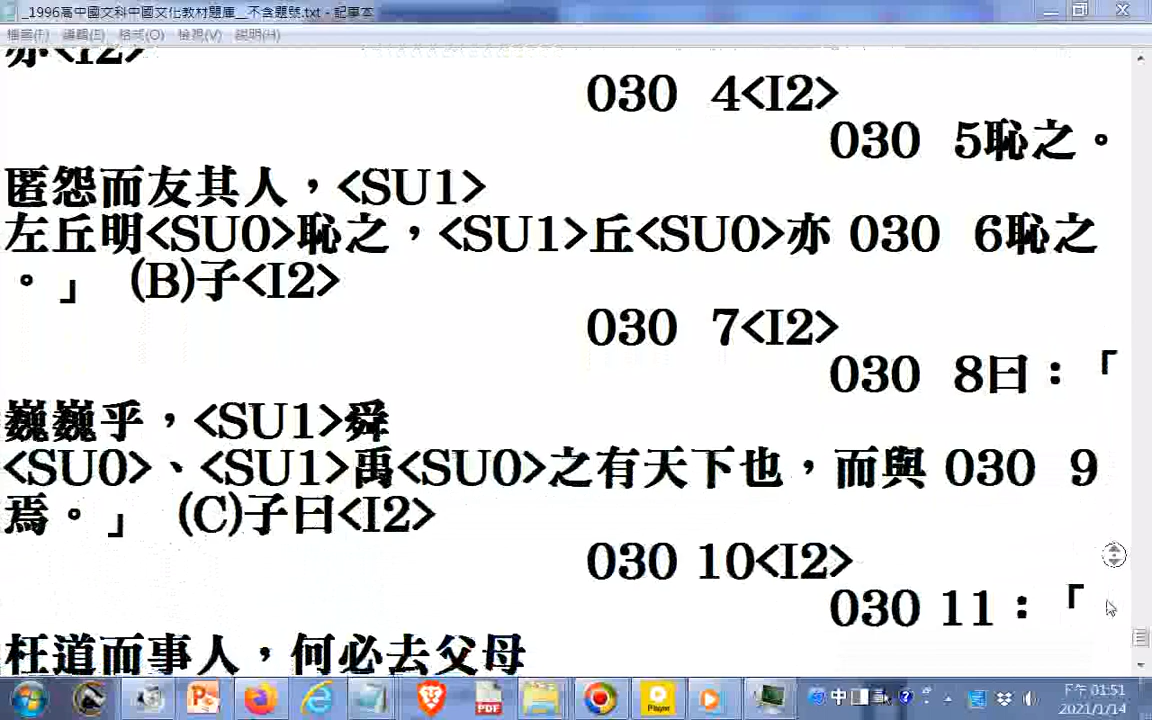 _1996高中國文科中國文化教材題庫__不含題號.txt - 記事本
檔案(F) 編輯(E) 格式(O) 檢視(V) 說明(H)
亦<I2>
030 4<I2>
030 5恥之。
匿怨而友其人，<SU1>
左丘明<SU0>恥之，<SU1>丘<SU0>亦 030 6恥之
。」 (B)子<I2>
030 7<I2>
030 8曰：「
巍巍乎，<SU1>舜
<SU0>、<SU1>禹<SU0>之有天下也，而與 030 9
焉。」 (C)子曰<I2>
030 10<I2>
030 11：「
枉道而事人，何必去父母
中
下午 01:51
2021/1/14
PDF
Player